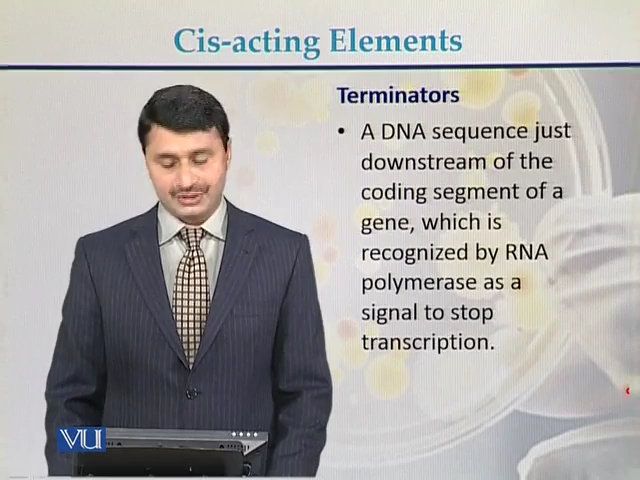 Cis-acting Elements
Terminators
• A DNA sequence just
downstream of the
coding segment of a
gene, which is
recognized by RNA
polymerase as a
signal to stop
transcription.
VU